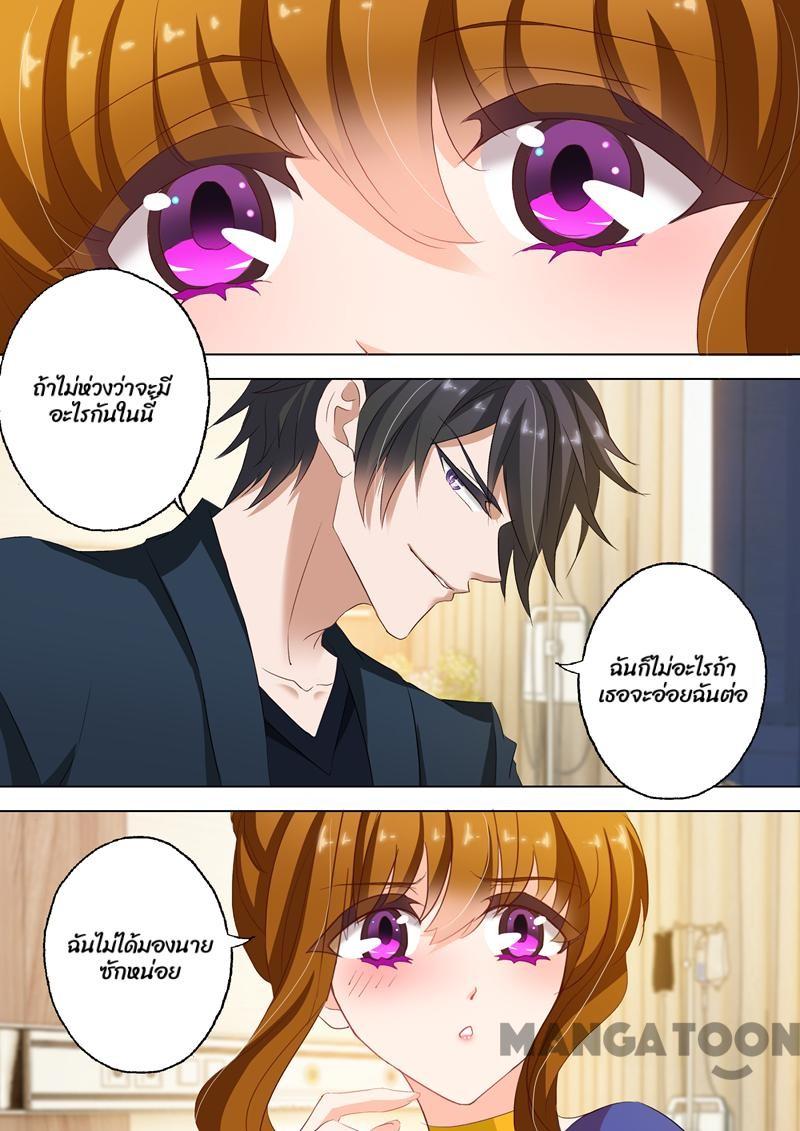 ถ้าไม่ห่วงว่าจะมี
อะไรกันในนี้
ฉันก็ไม่อะไรถ้า
เธอจะอ่อยฉันต่อ
ฉันไม่ได้มองนาย
ซักหน่อย
MANGATOON